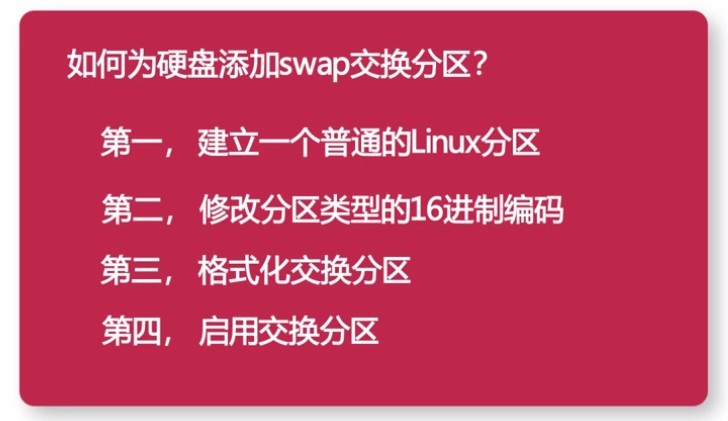 如何为硬盘添加swap交换分区？
第一， 建立一个普通的Linux分区
第二， 修改分区类型的16进制编码
第三， 格式化交换分区
第四， 启用交换分区